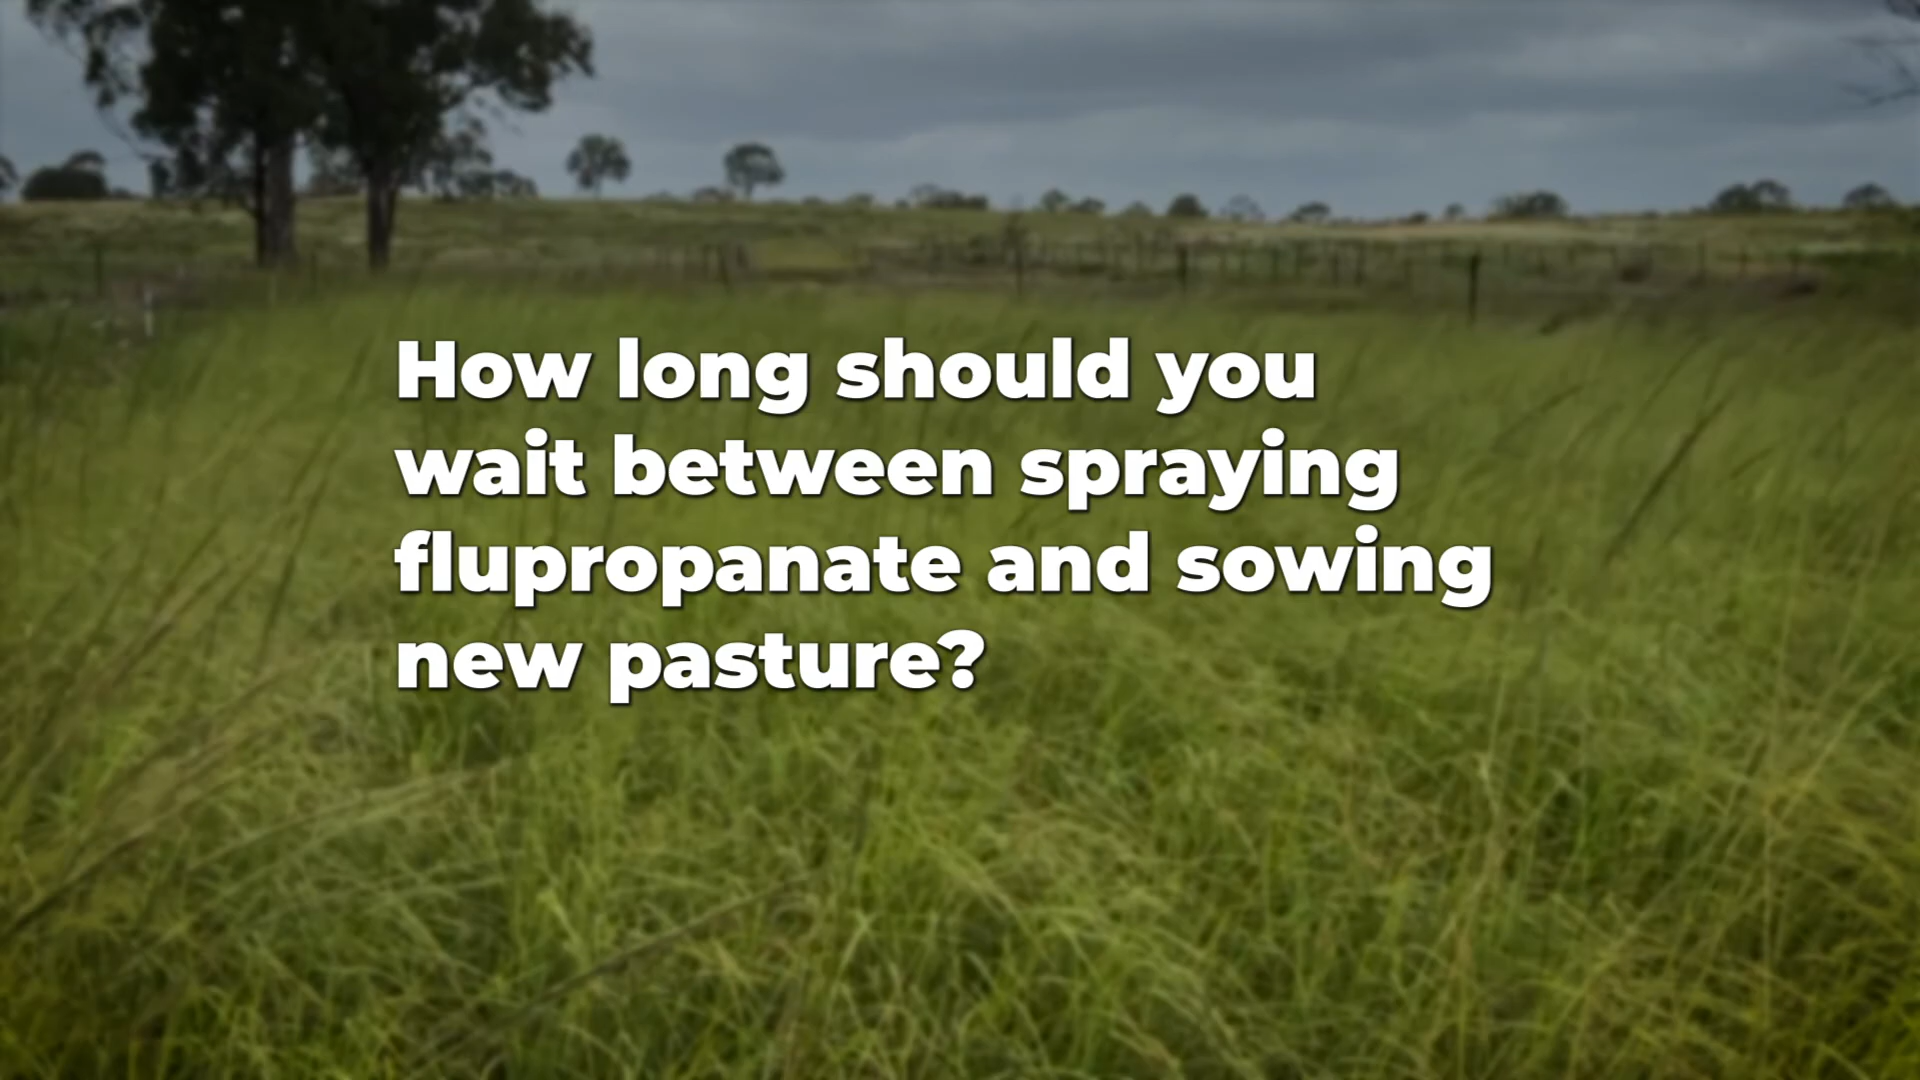 How long should you
wait between spraying
flupropanate and sowing
new pasture?